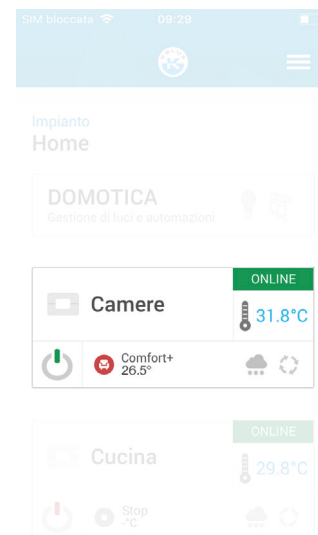 SIM bloccata 09:29
Impianto
Home
DOMOTICA
Gestione di luci e automazioni
ONLINE
Camere
31.8°C
Comfort+
26.5°
ONLINE
Cucina
29.8°C
Stop
-°C